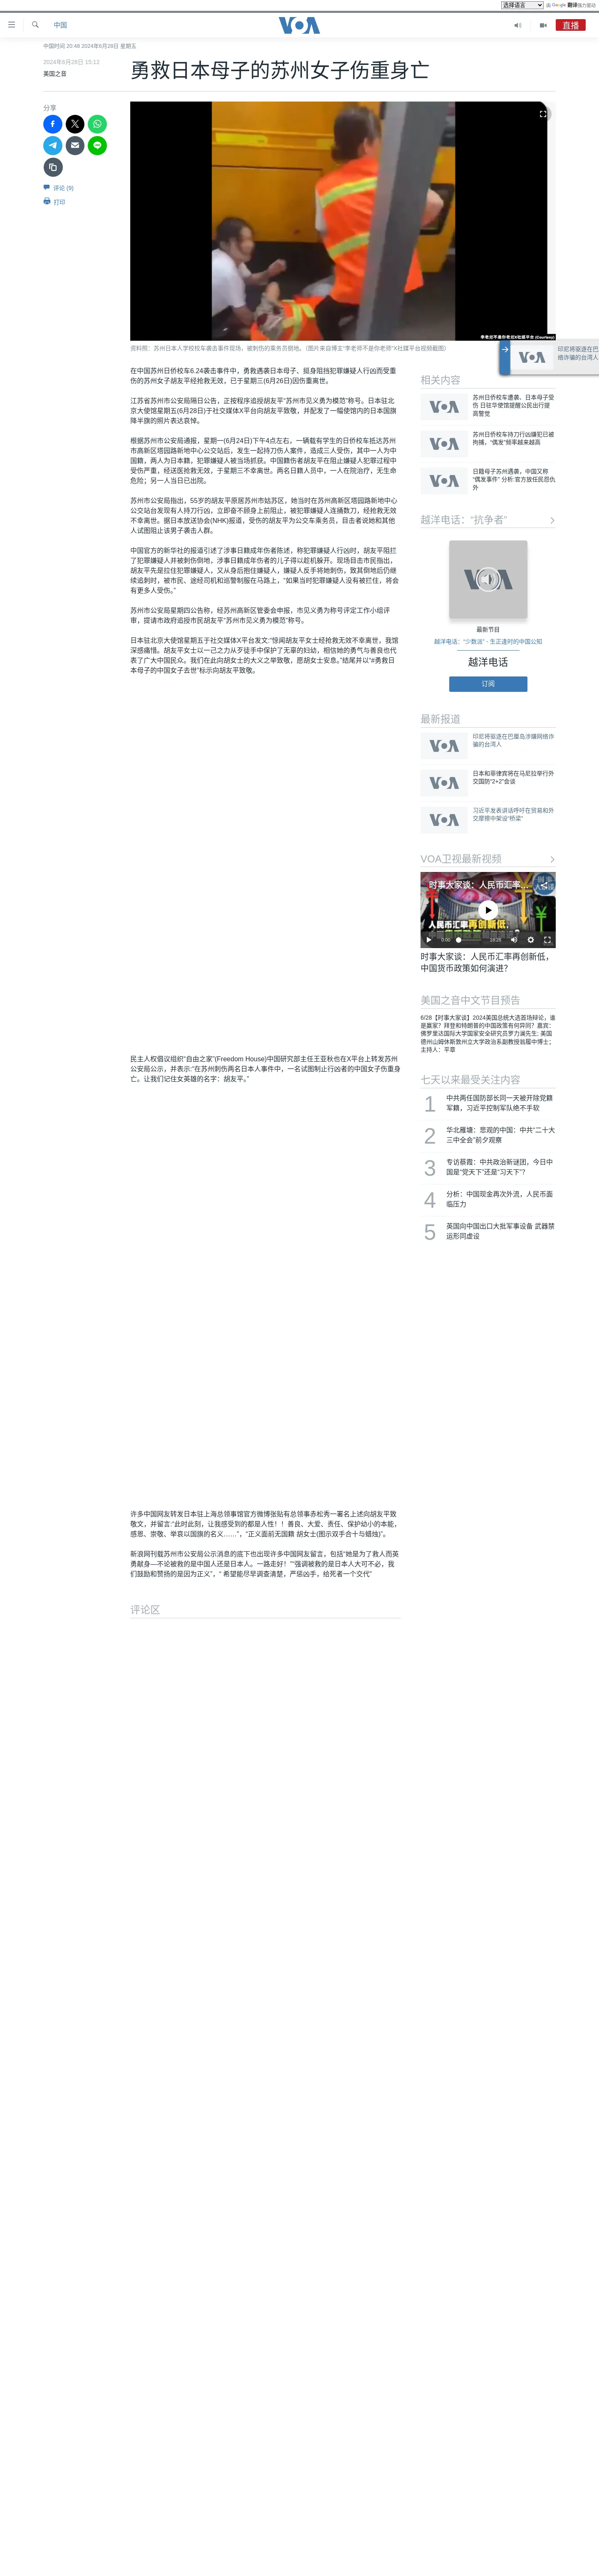 选择语言
由 Google 翻译强力驱动
中国
VOA
直播
中国时间 20:46 2024年6月28日 星期五
2024年6月28日 15:12
美国之音
勇救日本母子的苏州女子伤重身亡
分享
评论 (9)
打印
李老师不是你老师X社媒平台 (Courtesy)
资料照：苏州日本人学校校车袭击事件现场，被刺伤的乘务员倒地。（图片来自博主“李老师不是你老师”X社媒平台视频截图）
在中国苏州日侨校车6.24袭击事件中，勇救遇袭日本母子、挺身阻挡犯罪嫌疑人行凶而受重
伤的苏州女子胡友平经抢救无效，已于星期三(6月26日)因伤重离世。
江苏省苏州市公安局隔日公告，正按程序追授胡友平“苏州市见义勇为模范”称号。日本驻北
京大使馆星期五(6月28日)于社交媒体X平台向胡友平致敬，并配发了一幅使馆内的日本国旗
降半旗的照片表达哀悼。
根据苏州市公安局通报，星期一(6月24日)下午4点左右，一辆载有学生的日侨校车抵达苏州
市高新区塔园路新地中心公交站后，发生一起持刀伤人案件，造成三人受伤，其中一人为中
国籍，两人为日本籍，犯罪嫌疑人被当场抓获。中国籍伤者胡友平在阻止嫌疑人犯罪过程中
受伤严重，经送医抢救无效，于星期三不幸离世。两名日籍人员中，一人在院治疗，无生命
危险；另一人当日已出院。
苏州市公安局指出，55岁的胡友平原居苏州市姑苏区，她当时在苏州高新区塔园路新地中心
公交站台发现有人持刀行凶，立即奋不顾身上前阻止，被犯罪嫌疑人连捅数刀，经抢救无效
不幸离世。据日本放送协会(NHK)报道，受伤的胡友平为公交车乘务员，目击者说她和其他
人试图阻止该男子袭击人群。
中国官方的新华社的报道引述了涉事日籍成年伤者陈述，称犯罪嫌疑人行凶时，胡友平阻拦
了犯罪嫌疑人并被刺伤倒地，涉事日籍成年伤者的儿子得以趁机躲开。现场目击市民指出，
胡友平先是拉住犯罪嫌疑人，又从身后抱住嫌疑人，嫌疑人反手将她刺伤，致其倒地后仍继
续追刺时，被市民、途经司机和巡警制服在马路上，“如果当时犯罪嫌疑人没有被拦住，将会
有更多人受伤。”
苏州市公安局星期四公告称，经苏州高新区管委会申报，市见义勇为称号评定工作小组评
审，提请市政府追授市民胡友平“苏州市见义勇为模范”称号。
日本驻北京大使馆星期五于社交媒体X平台发文:“惊闻胡友平女士经抢救无效不幸离世，我馆
深感痛惜。胡友平女士以一己之力从歹徒手中保护了无辜的妇幼，相信她的勇气与善良也代
表了广大中国民众。我们在此向胡女士的大义之举致敬，愿胡女士安息。”结尾并以“#勇救日
本母子的中国女子去世”标示向胡友平致敬。
民主人权倡议组织“自由之家”(Freedom House)中国研究部主任王亚秋也在X平台上转发苏州
公安局公示，并表示:“在苏州刺伤两名日本人事件中，一名试图制止行凶者的中国女子伤重身
亡。让我们记住女英雄的名字：胡友平。”
许多中国网友转发日本驻上海总领事馆官方微博张贴有总领事赤松秀一署名上述向胡友平致
敬文，并留言:“此时此刻，让我感受到的都是人性！！善良、大爱、责任、保护幼小的本能，
感恩、崇敬、举哀以国旗的名义……”，“正义面前无国籍 胡女士(图示双手合十与蜡烛)”。
新浪网刊载苏州市公安局公示消息的底下也出现许多中国网友留言，包括“她是为了救人而英
勇献身—不论被救的是中国人还是日本人。一路走好！”“强调被救的是日本人大可不必，我
们鼓励和赞扬的是因为正义”，“ 希望能尽早调查清楚，严惩凶手，给死者一个交代”
评论区
印尼将驱逐在巴
络诈骗的台湾人
相关内容
苏州日侨校车遭袭、日本母子受
伤 日驻华使馆提醒公民出行提
高警觉
苏州日侨校车持刀行凶嫌犯已被
拘捕，“偶发”频率越来越高
日籍母子苏州遇袭，中国又称
“偶发事件” 分析:官方放任民怨仇
外
越洋电话：“抗争者”
最新节目
越洋电话：“少数派” - 生正逢时的中国公知
越洋电话
订阅
最新报道
印尼将驱逐在巴厘岛涉嫌网络诈
骗的台湾人
日本和菲律宾将在马尼拉举行外
交国防“2+2”会谈
习近平发表讲话呼吁在贸易和外
交摩擦中架设“桥梁”
VOA卫视最新视频
时事大家谈：人民币汇率...
人民币汇率再创新低，
0:00
时事大家谈：人民币汇率再创新低，
中国货币政策如何演进？
美国之音中文节目预告
6/28【时事大家谈】2024美国总统大选首场辩论，谁
是赢家？拜登和特朗普的中国政策有何异同？嘉宾：
佛罗里达国际大学国家安全研究员罗力满先生; 美国
德州山姆休斯敦州立大学政治系副教授翁履中博士；
主持人：平章
七天以来最受关注内容
1 中共两任国防部长同一天被开除党籍
军籍，习近平控制军队绝不手软
2 华北雁塘：悲观的中国：中共“二十大
三中全会”前夕观察
3 专访蔡霞：中共政治新谜团，今日中
国是“党天下”还是“习天下”？
4 分析：中国现金再次外流，人民币面
临压力
5 英国向中国出口大批军事设备 武器禁
运形同虚设